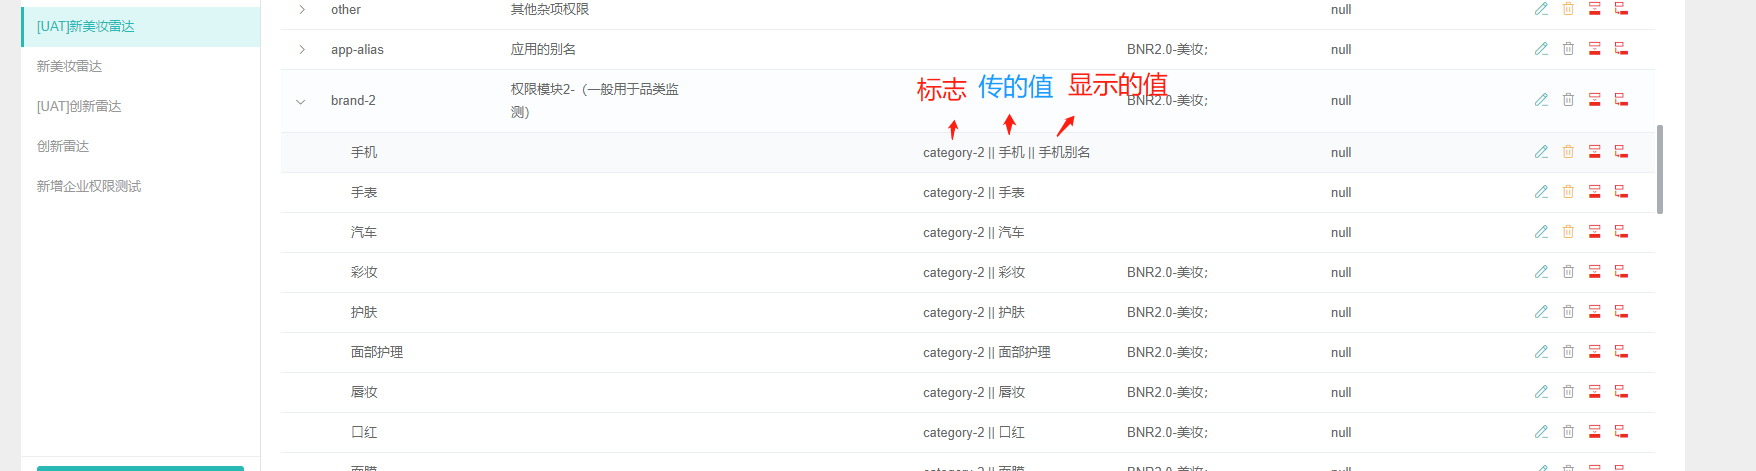 [UAT]新美妆雷达
新美妆雷达
[UAT]创新雷达
创新雷达
新增企业权限测试
other 其他杂项权限 null
app-alias 应用的别名 BNR2.0-美妆; null
标志 传的值 显示的值
brand-2 权限模块2-（一般用于品类监
测） BNR2.0-美妆; null
手机 category-2 || 手机 || 手机别名 null
手表 category-2 || 手表 null
汽车 category-2 || 汽车 null
彩妆 category-2 || 彩妆 BNR2.0-美妆; null
护肤 category-2 || 护肤 BNR2.0-美妆; null
面部护理 category-2 || 面部护理 BNR2.0-美妆; null
唇妆 category-2 || 唇妆 BNR2.0-美妆; null
口红 category-2 || 口红 BNR2.0-美妆; null
面膜 category-2 || 面膜 BNR2.0-美妆; null